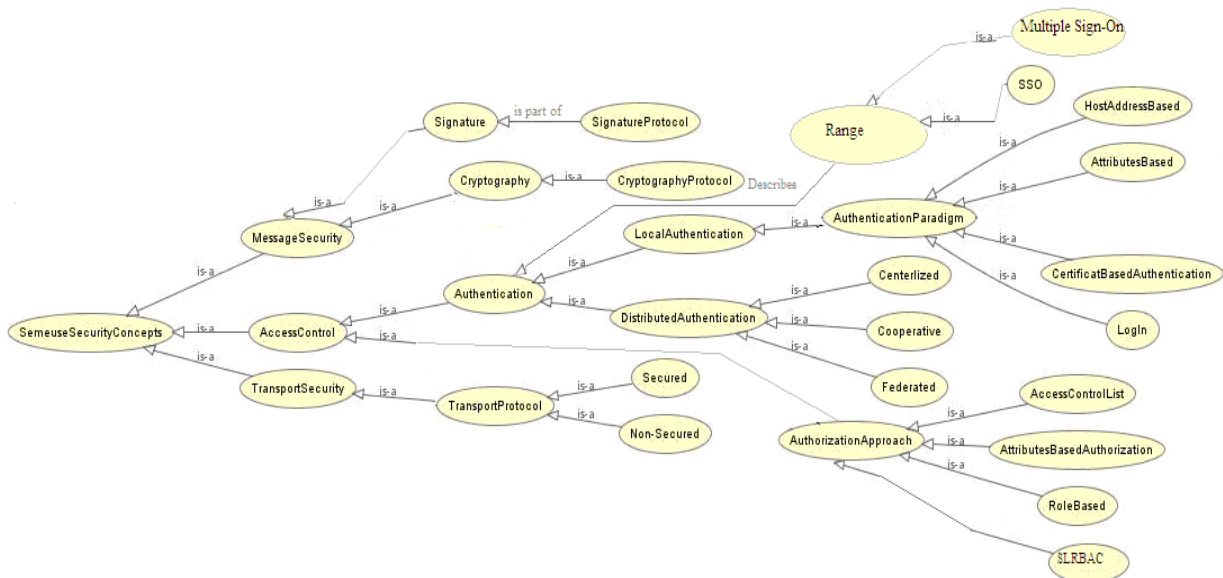 Multiple Sign-On
is-a
SSO
is-a
Range
HostAddressBased
is-a
is part of
Signature
SignatureProtocol
AttributesBased
is-a
Cryptography
is-a
CryptographyProtocol
Describes
is-a
is-a
MessageSecurity
LocalAuthentication
is-a
AuthenticationParadigm
is-a
CertificatBasedAuthentication
is-a
is-a
is-a
Authentication
is-a
Centerlized
is-a
DistributedAuthentication
is-a
Cooperative
is-a
Federated
LogIn
SemeuseSecurityConcepts
is-a
AccessControl
is-a
is-a
is-a
TransportSecurity
is-a
TransportProtocol
is-a
Secured
is-a
Non-Secured
AuthorizationApproach
is-a
AccessControlList
is-a
AttributesBasedAuthorization
is-a
RoleBased
SLRBAC